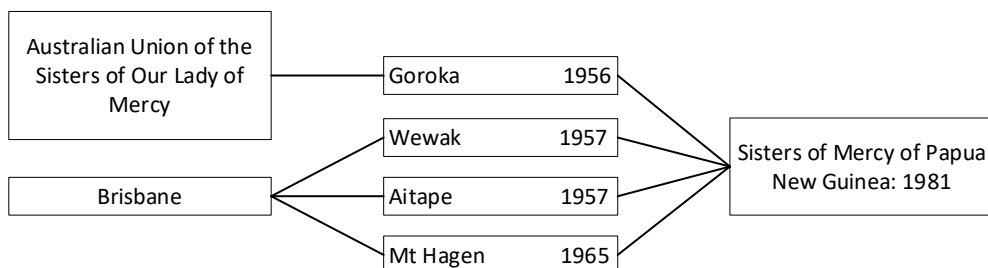 Australian Union of the
Sisters of Our Lady of
Mercy
Goroka 1956
Wewak 1957
Brisbane
Aitape 1957
Mt Hagen 1965
Sisters of Mercy of Papua
New Guinea: 1981